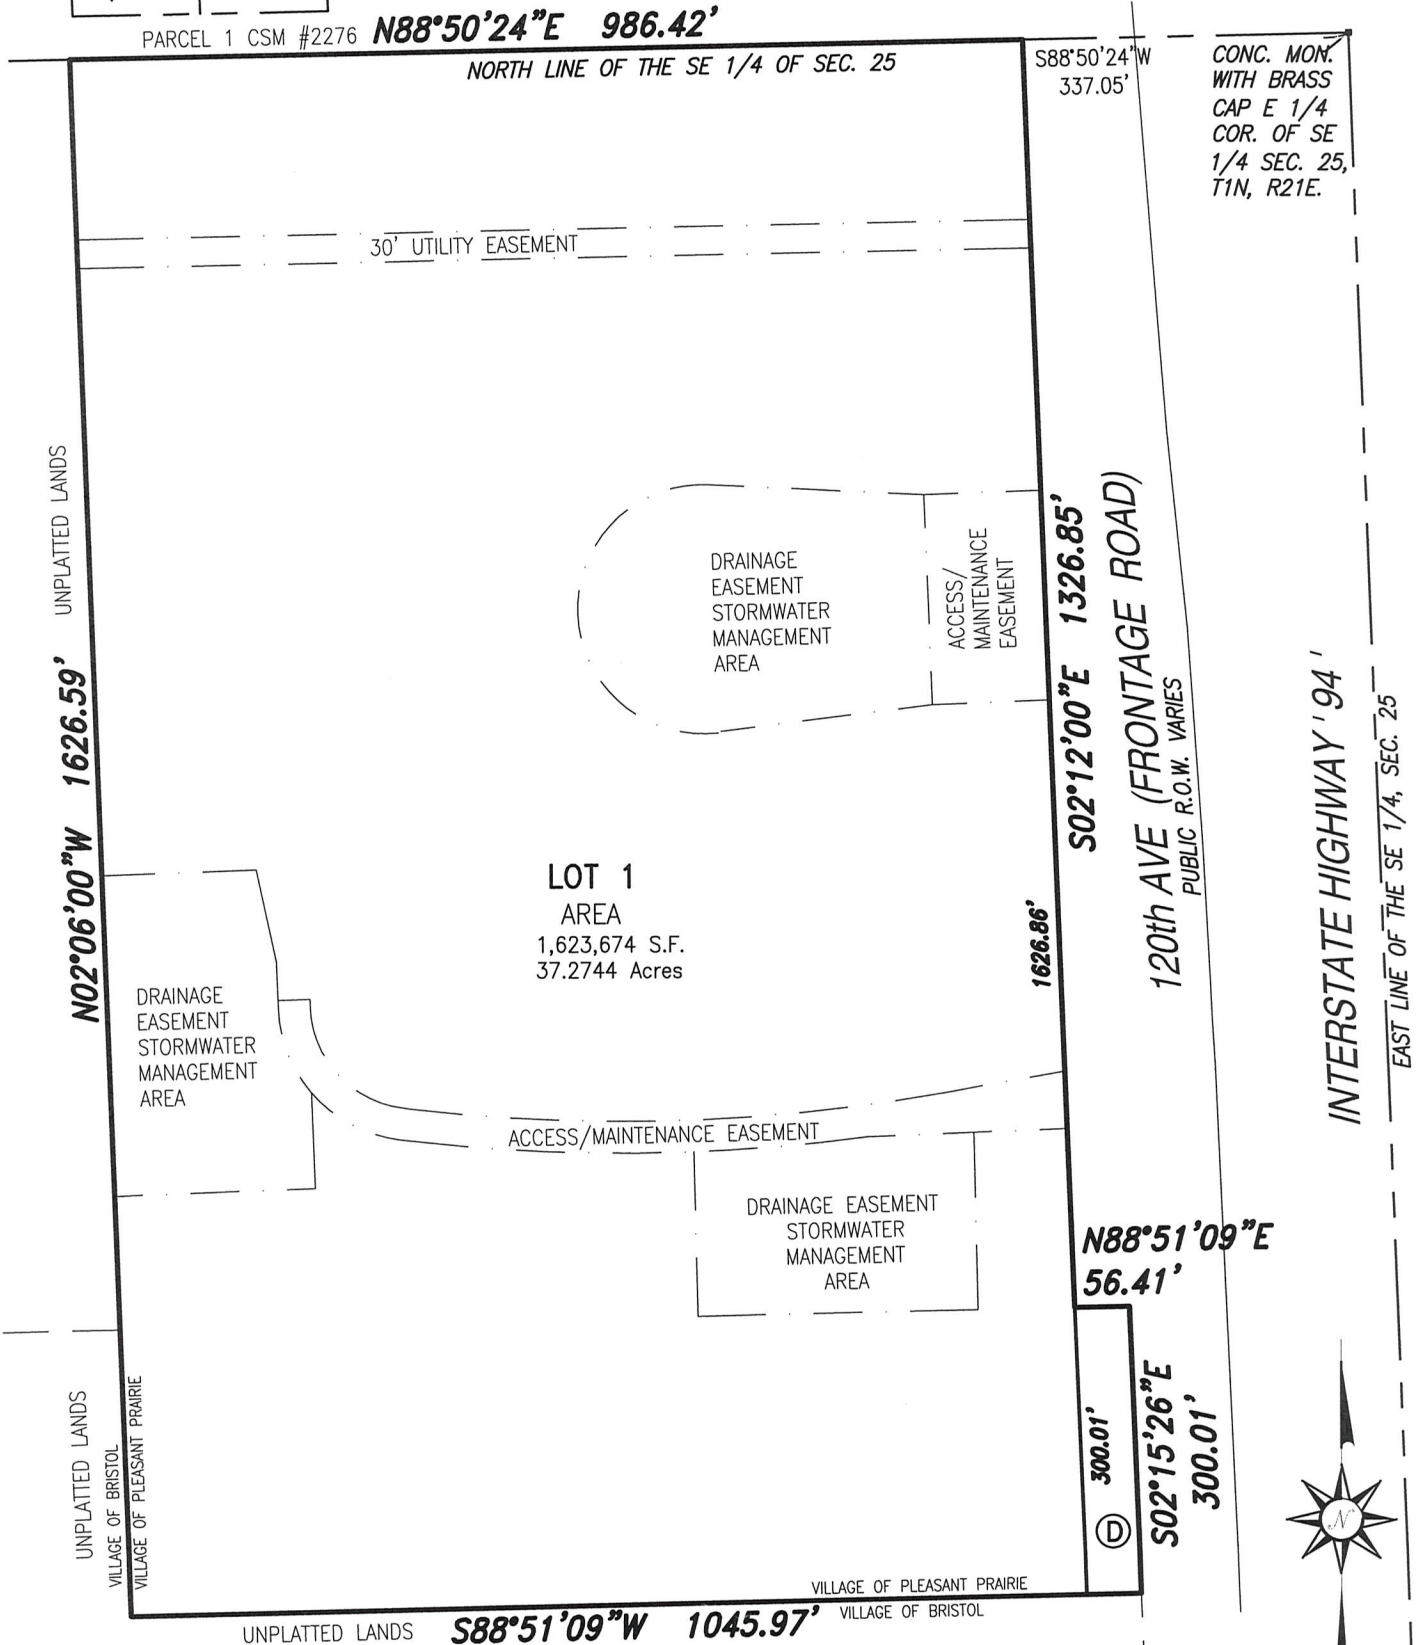 PARCEL 1 CSM #2276 N88°50'24"E 986.42'
NORTH LINE OF THE SE 1/4 OF SEC. 25
S88°50'24"W
337.05'
CONC. MON.
WITH BRASS
CAP E 1/4
COR. OF SE
1/4 SEC. 25,
T1N, R21E.
30' UTILITY EASEMENT
UNPLATTED LANDS
N02°06'00"W 1626.59'
DRAINAGE
EASEMENT
STORMWATER
MANAGEMENT
AREA
ACCESS/
MAINTENANCE
EASEMENT
S02°12'00"E 1326.85'
120th AVE (FRONTAGE ROAD)
PUBLIC R.O.W. VARIES
INTERSTATE HIGHWAY '94'
EAST LINE OF THE SE 1/4, SEC. 25
LOT 1
AREA
1,623,674 S.F.
37.2744 Acres
1626.86'
DRAINAGE
EASEMENT
STORMWATER
MANAGEMENT
AREA
ACCESS/MAINTENANCE EASEMENT
DRAINAGE EASEMENT
STORMWATER
MANAGEMENT
AREA
N88°51'09"E
56.41'
UNPLATTED LANDS
VILLAGE OF BRISTOL
VILLAGE OF PLEASANT PRAIRIE
300.01'
D
S02°15'26"E
300.01'
N
VILLAGE OF PLEASANT PRAIRIE
VILLAGE OF BRISTOL
UNPLATTED LANDS S88°51'09"W 1045.97'